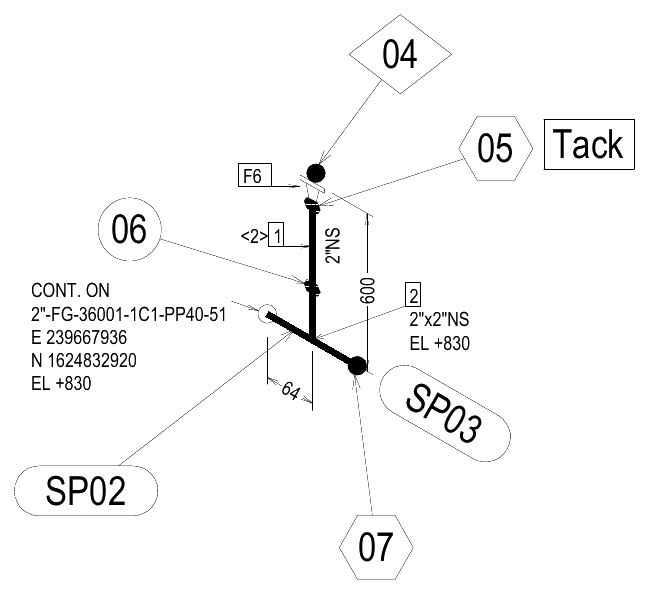 04
05
Tack
F6
06
<2> 1
2"NS
600
CONT. ON
2"-FG-36001-1C1-PP40-51
E 239667936
N 1624832920
EL +830
2
2"x2"NS
EL +830
64
SP03
SP02
07